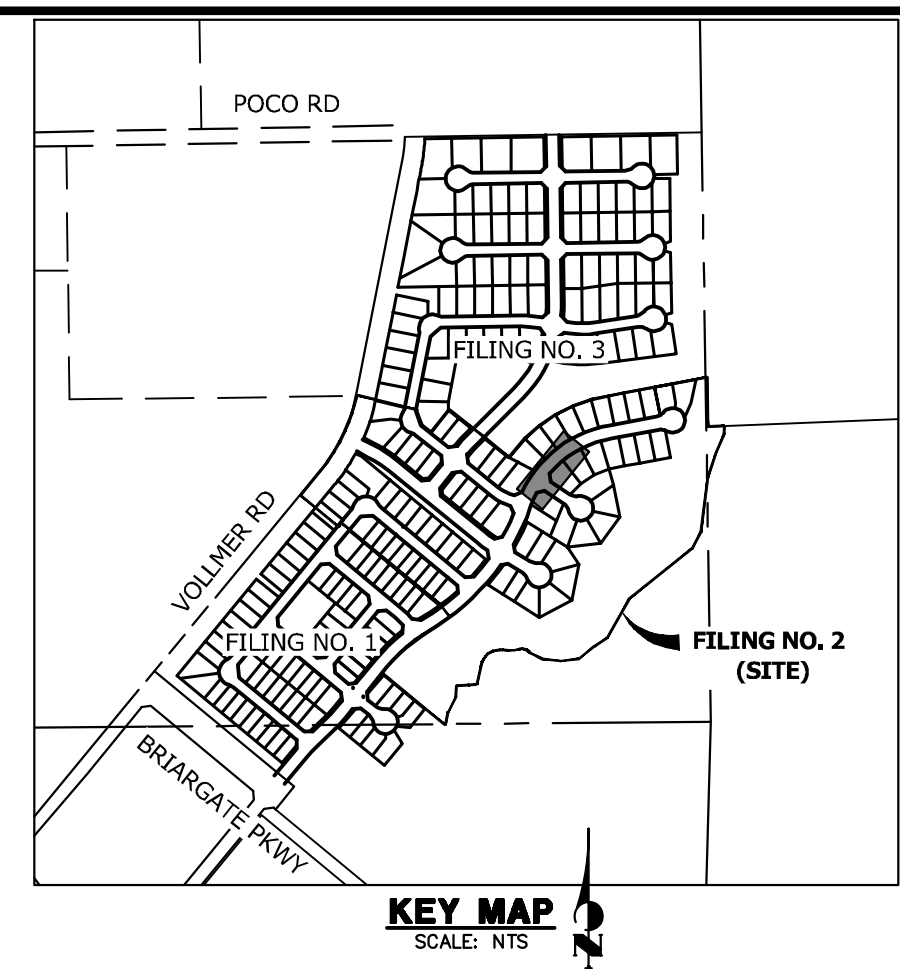 POCO RD
FILING NO. 3
VOLLMER RD
FILING NO. 1
FILING NO. 2
(SITE)
BRIARGATE PKWY
KEY MAP
SCALE: NTS
N